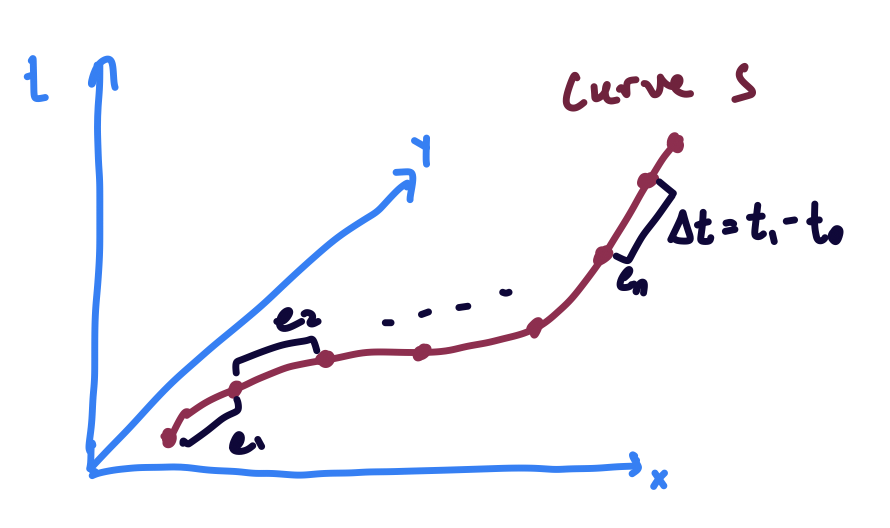 t
Curve S
Y
Δt = t₁ - t₀
eₙ
e₂
e₁
x